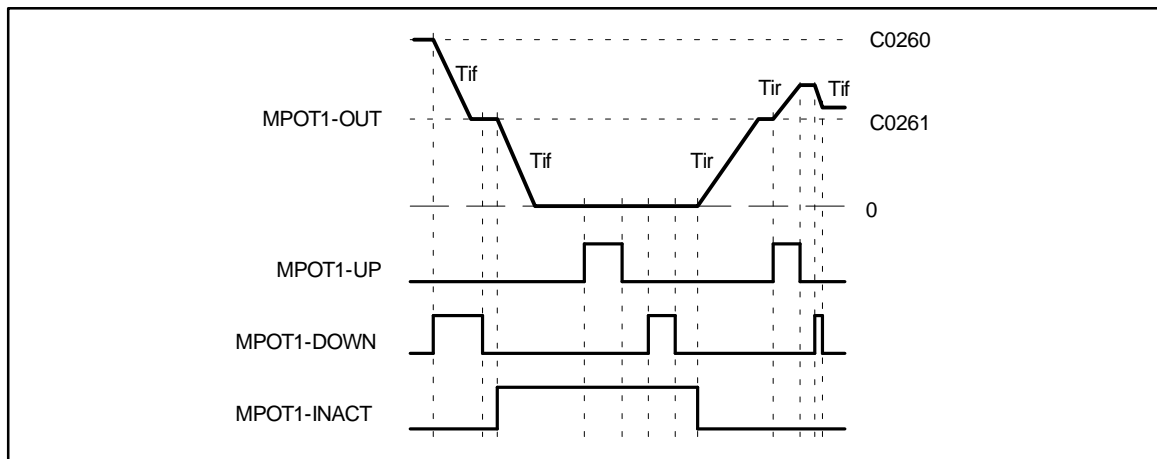 C0260
Tif
Tir
Tif
MPOT1-OUT
C0261
Tif
Tir
0
MPOT1-UP
MPOT1-DOWN
MPOT1-INACT